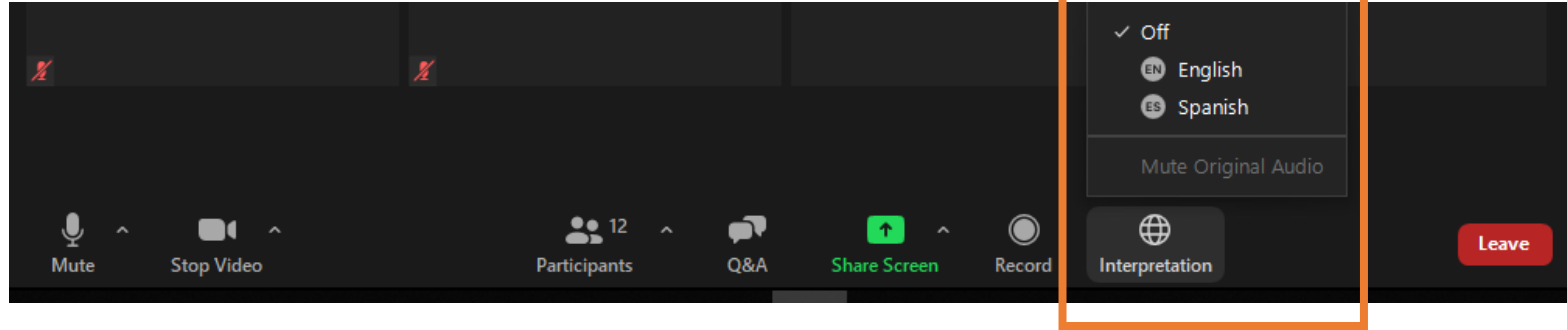 Off
EN English
ES Spanish
Mute Original Audio
12
Mute Stop Video Participants Q&A Share Screen Record Interpretation Leave